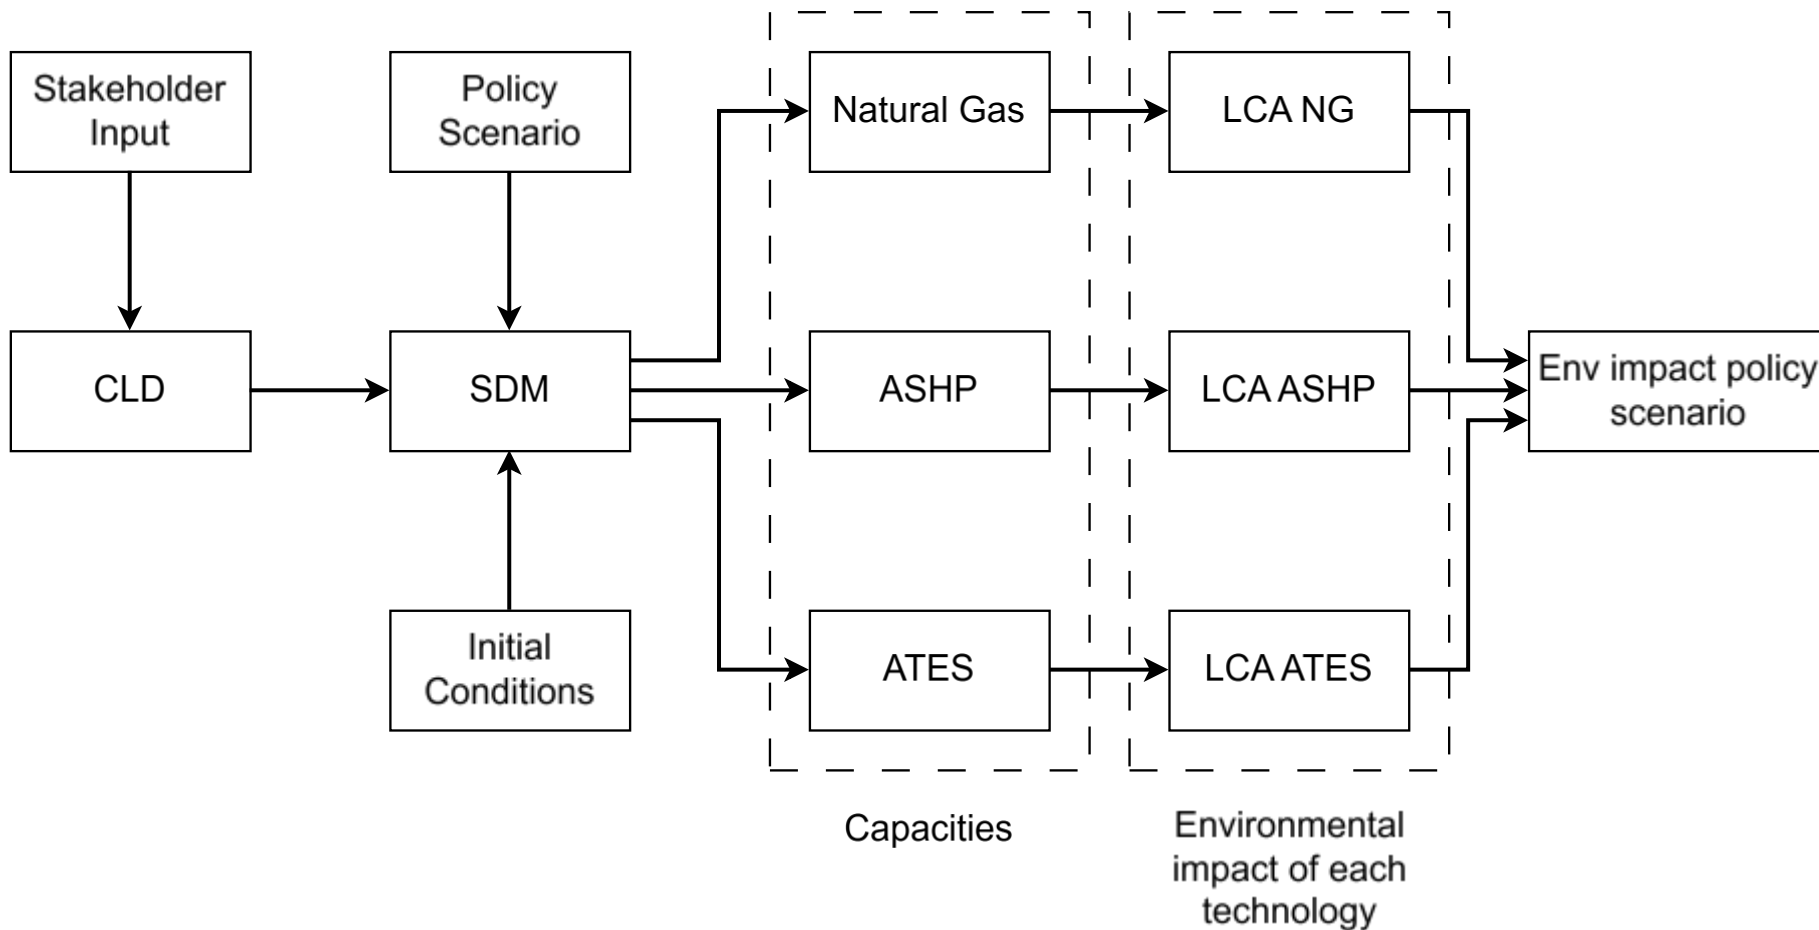 Stakeholder
Input
Policy
Scenario
Natural Gas
LCA NG
CLD
SDM
ASHP
LCA ASHP
Env impact policy
scenario
Initial
Conditions
ATES
LCA ATES
Capacities
Environmental
impact of each
technology